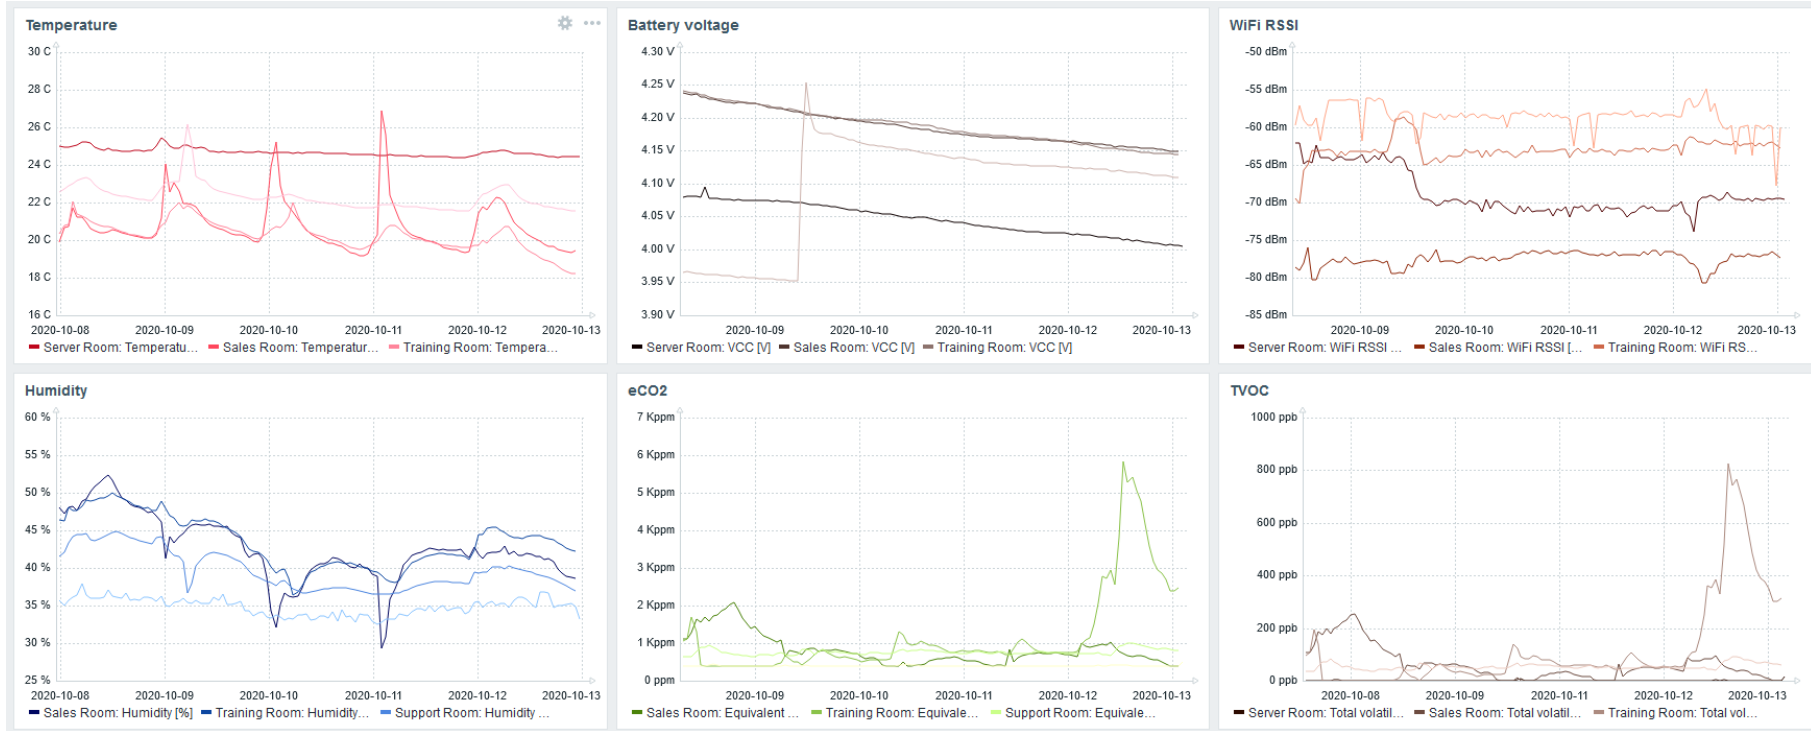 Temperature
30 C
28 C
26 C
24 C
22 C
20 C
18 C
16 C
2020-10-08 2020-10-09 2020-10-10 2020-10-11 2020-10-12 2020-10-13
Server Room: Temperatu... Sales Room: Temperatur... Training Room: Tempera...
Battery voltage
4.30 V
4.25 V
4.20 V
4.15 V
4.10 V
4.05 V
4.00 V
3.95 V
3.90 V
2020-10-09 2020-10-10 2020-10-11 2020-10-12 2020-10-13
Server Room: VCC [V] Sales Room: VCC [V] Training Room: VCC [V]
WiFi RSSI
-50 dBm
-55 dBm
-60 dBm
-65 dBm
-70 dBm
-75 dBm
-80 dBm
-85 dBm
2020-10-09 2020-10-10 2020-10-11 2020-10-12 2020-10-13
Server Room: WiFi RSSI ... Sales Room: WiFi RSSI [... Training Room: WiFi RS...
Humidity
60 %
55 %
50 %
45 %
40 %
35 %
30 %
25 %
2020-10-08 2020-10-09 2020-10-10 2020-10-11 2020-10-12 2020-10-13
Sales Room: Humidity [%] Training Room: Humidity... Support Room: Humidity ...
eCO2
7 Kppm
6 Kppm
5 Kppm
4 Kppm
3 Kppm
2 Kppm
1 Kppm
0 ppm
2020-10-09 2020-10-10 2020-10-11 2020-10-12 2020-10-13
Sales Room: Equivalent ... Training Room: Equivale... Support Room: Equivale...
TVOC
1000 ppb
800 ppb
600 ppb
400 ppb
200 ppb
0 ppb
2020-10-08 2020-10-09 2020-10-11 2020-10-12 2020-10-13
Server Room: Total volatil... Sales Room: Total volatil... Training Room: Total vol...